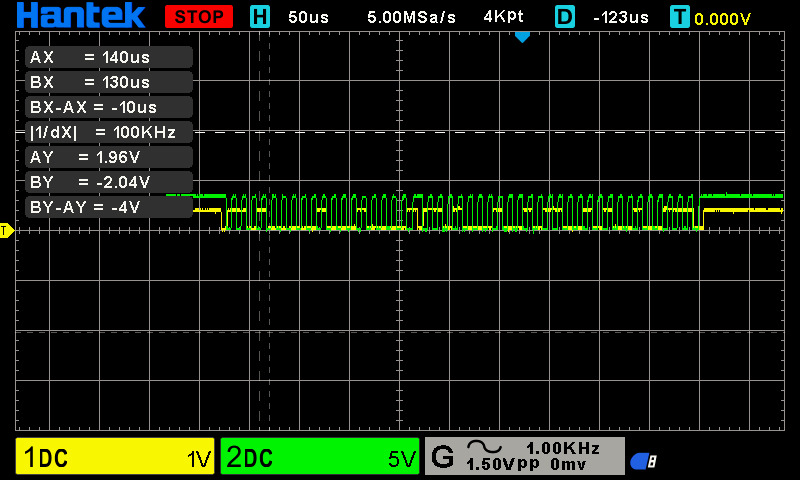 Hantek STOP H 50us 5.00MSa/s 4Kpt D -123us T 0.000V
AX = 140us
BX = 130us
BX-AX = -10us
|1/dX| = 100KHz
AY = 1.96V
BY = -2.04V
BY-AY = -4V
T
1DC 1V 2DC 5V G 1.00KHz
1.50Vpp 0mv
8